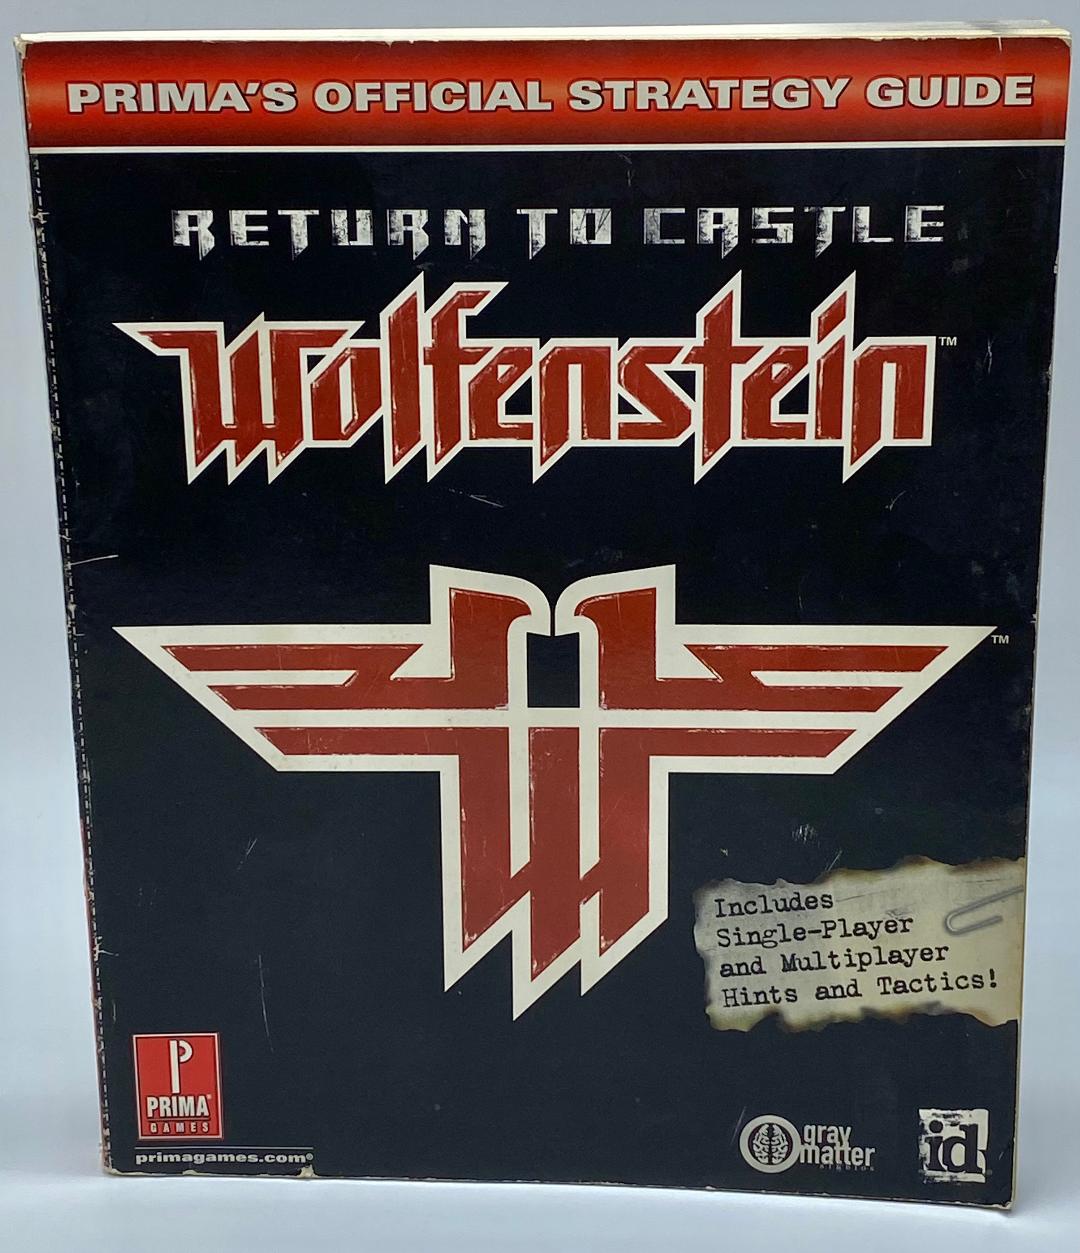 PRIMA'S OFFICIAL STRATEGY GUIDE
RETURN TO CASTLE
Wolfenstein™
™
Includes
Single-Player
and Multiplayer
Hints and Tactics!
P
PRIMA®
GAMES
primagames.com®
gray
matter
studios
id